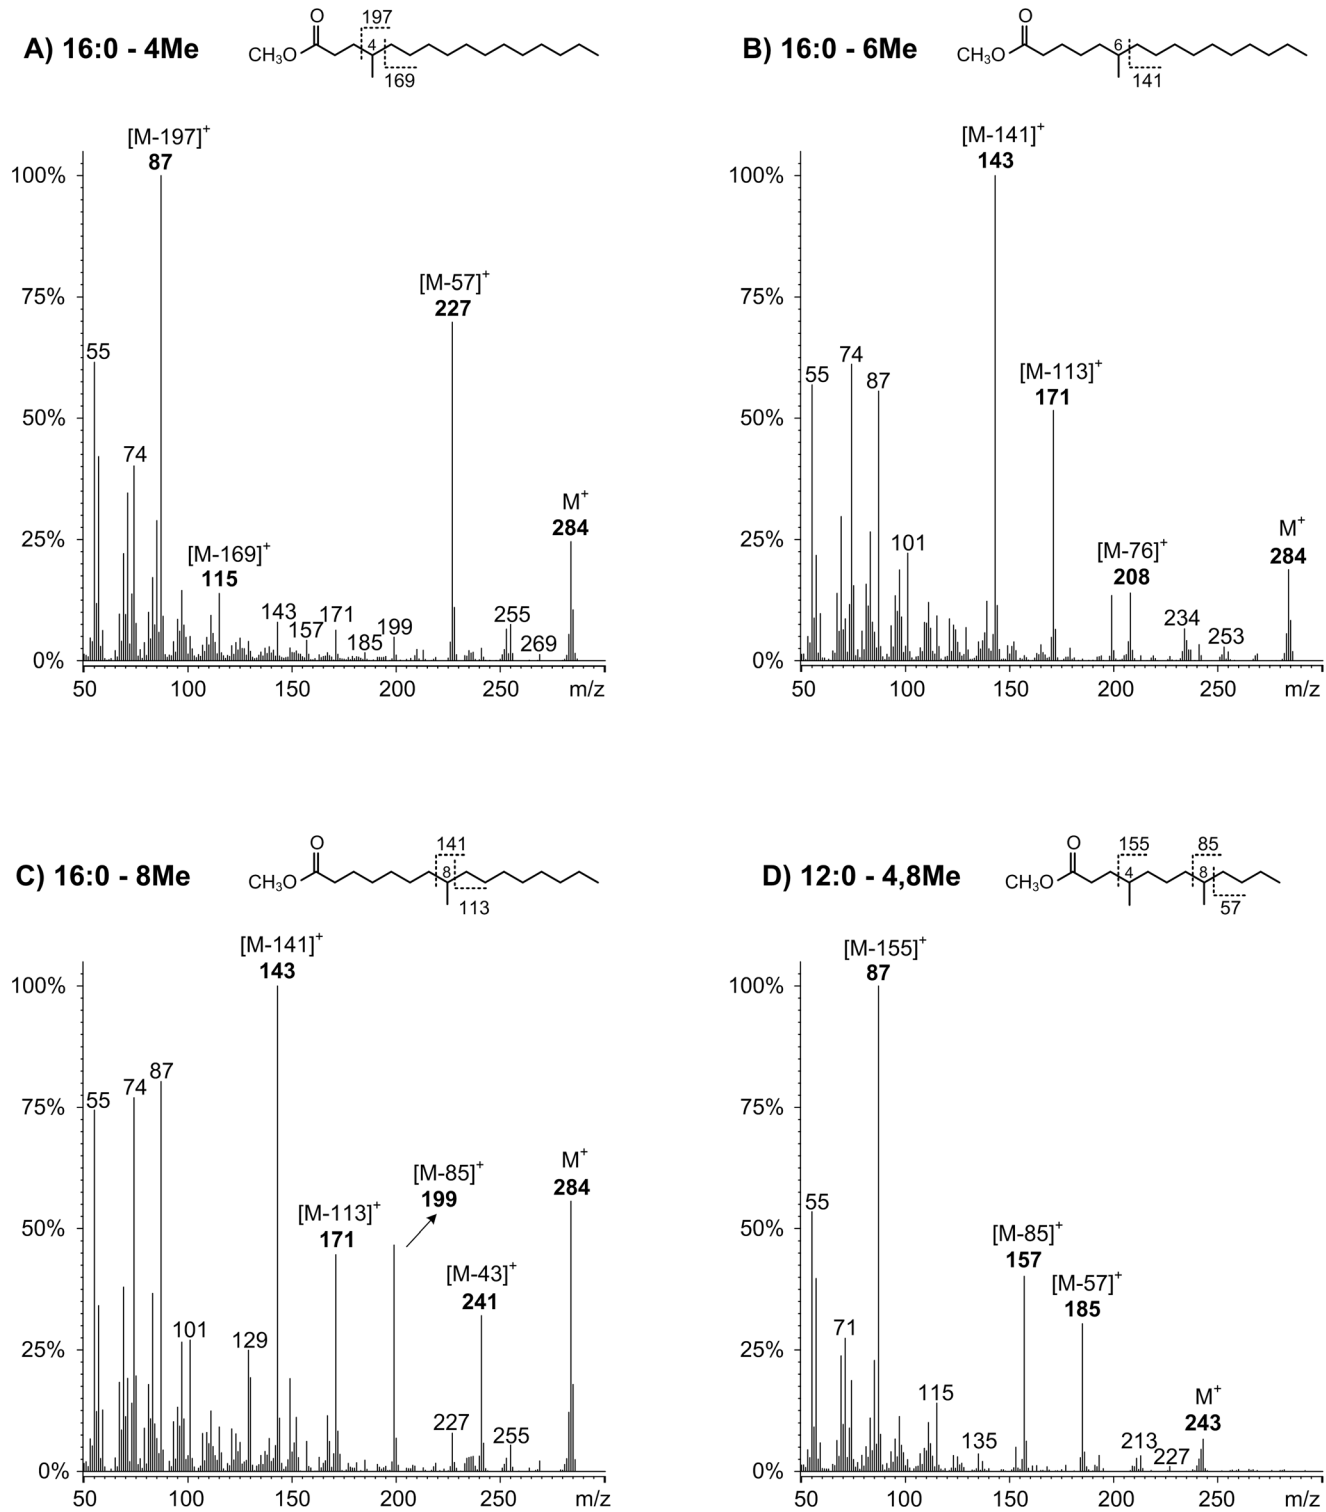 A) 16:0 - 4Me
O
CH₃O
197
4
169
[M-197]⁺
87
100%
[M-57]⁺
227
75%
55
50%
74
M⁺
284
25%
[M-169]⁺
115
143
157
171
185
199
255
269
0%
50 100 150 200 250 m/z
B) 16:0 - 6Me
O
CH₃O
6
141
[M-141]⁺
143
100%
75%
74
55
87
[M-113]⁺
171
50%
M⁺
284
101
[M-76]⁺
208
25%
234
253
0%
50 100 150 200 250 m/z
C) 16:0 - 8Me
O
CH₃O
141
8
113
[M-141]⁺
143
100%
87
74
55
75%
[M-85]⁺
199
M⁺
284
[M-113]⁺
171
50%
[M-43]⁺
241
101
129
25%
227
255
0%
50 100 150 200 250 m/z
D) 12:0 - 4,8Me
O
CH₃O
155
85
4
8
57
[M-155]⁺
87
100%
75%
55
50%
[M-85]⁺
157
[M-57]⁺
185
71
25%
115
M⁺
243
135
213
227
0%
50 100 150 200 250 m/z